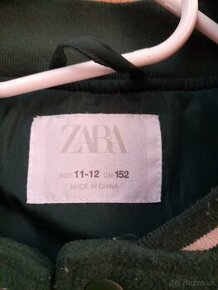 ZARA
SIZE 11-12 CM 152
MADE IN CHINA
Bazos.sk